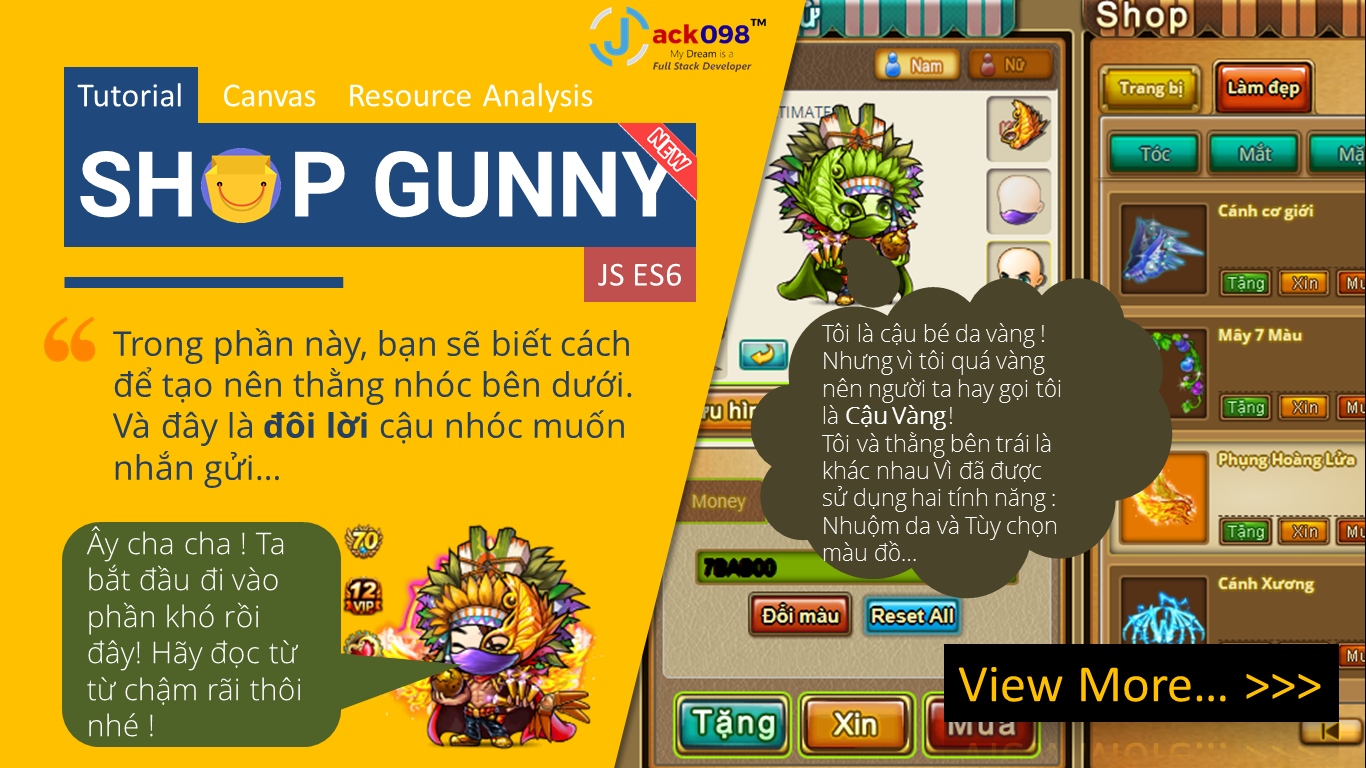 Jack098™
My Dream is a
Full Stack Developer
Tutorial Canvas Resource Analysis
SHOP GUNNY
NEW
JS ES6
Trong phần này, bạn sẽ biết cách
để tạo nên thằng nhóc bên dưới.
Và đây là đôi lời cậu nhóc muốn
nhắn gửi...
Ây cha cha ! Ta
bắt đầu đi vào
phần khó rồi
đây! Hãy đọc từ
từ chậm rãi thôi
nhé !
70
12
VIP
Nam Nữ
Tôi là cậu bé da vàng !
Nhưng vì tôi quá vàng
nên người ta hay gọi tôi
là Cậu Vàng!
Tôi và thằng bên trái là
khác nhau Vì đã được
sử dụng hai tính năng :
Nhuộm da và Tùy chọn
màu đồ...
Money
7BAB00
Đổi màu Reset All
Tặng Xin Mua
Shop
Trang bị Làm đẹp
Tóc Mắt
Cánh cơ giới
Tặng Xin
Mây 7 Màu
Tặng Xin
Phụng Hoàng Lửa
Tặng Xin
Cánh Xương
View More... >>>